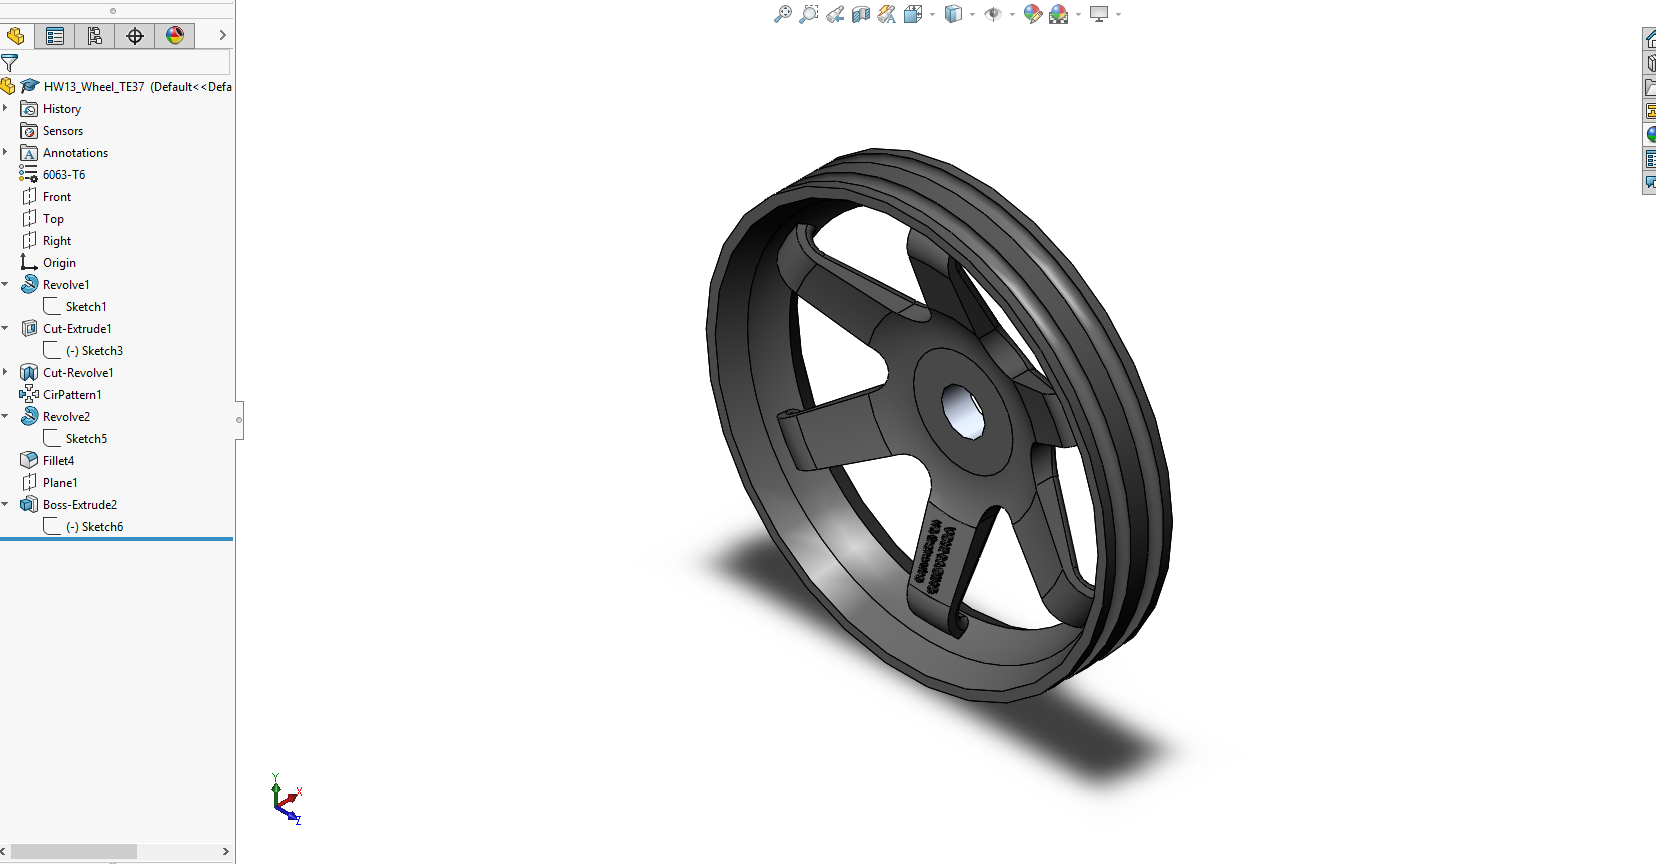 HW13_Wheel_TE37 (Default<<Defa
History
Sensors
Annotations
6063-T6
Front
Top
Right
Origin
Revolve1
Sketch1
Cut-Extrude1
(-) Sketch3
Cut-Revolve1
CirPattern1
Revolve2
Sketch5
Fillet4
Plane1
Boss-Extrude2
(-) Sketch6
Y
X
Z